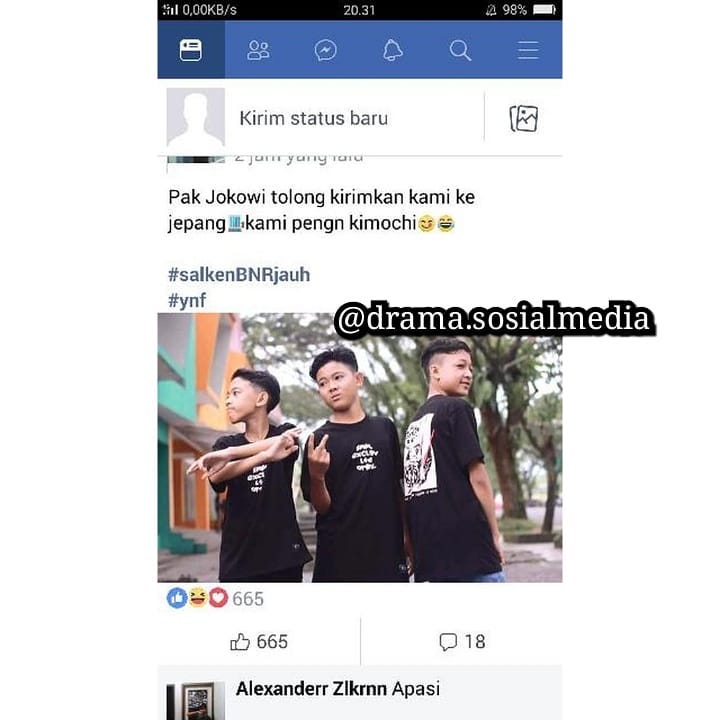 0,00KB/s
20.31
98%
Kirim status baru
2 jam yang lalu
Pak Jokowi tolong kirimkan kami ke
jepang🗼kami pengn kimochi😋😂
#salkenBNRjauh
#ynf
@drama.sosialmedia
665
665
18
Alexanderr Zlkrnn Apasi